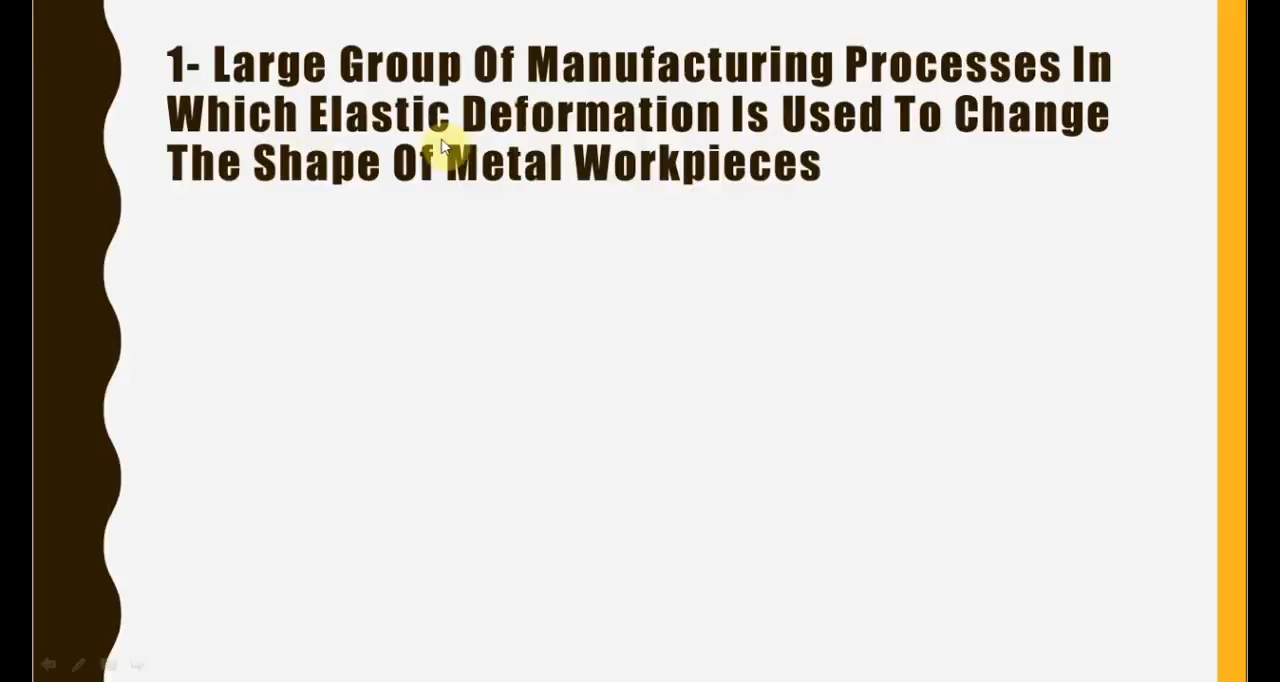 1- Large Group Of Manufacturing Processes In
Which Elastic Deformation Is Used To Change
The Shape Of Metal Workpieces